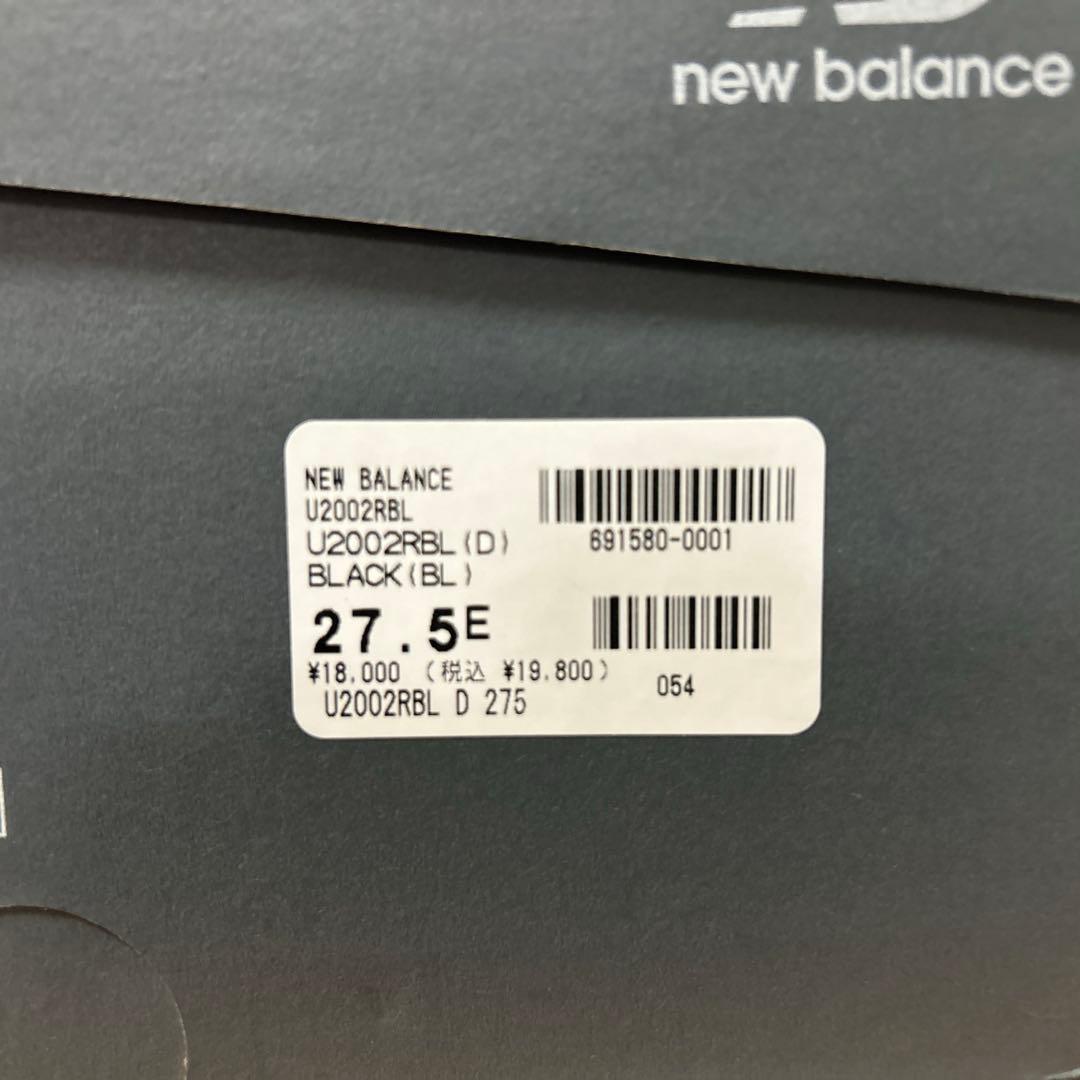 new balance
NEW BALANCE
U2002RBL
U2002RBL(D)
BLACK(BL)
27.5E
¥18,000 (税込 ¥19,800)
U2002RBL D 275
691580-0001
054